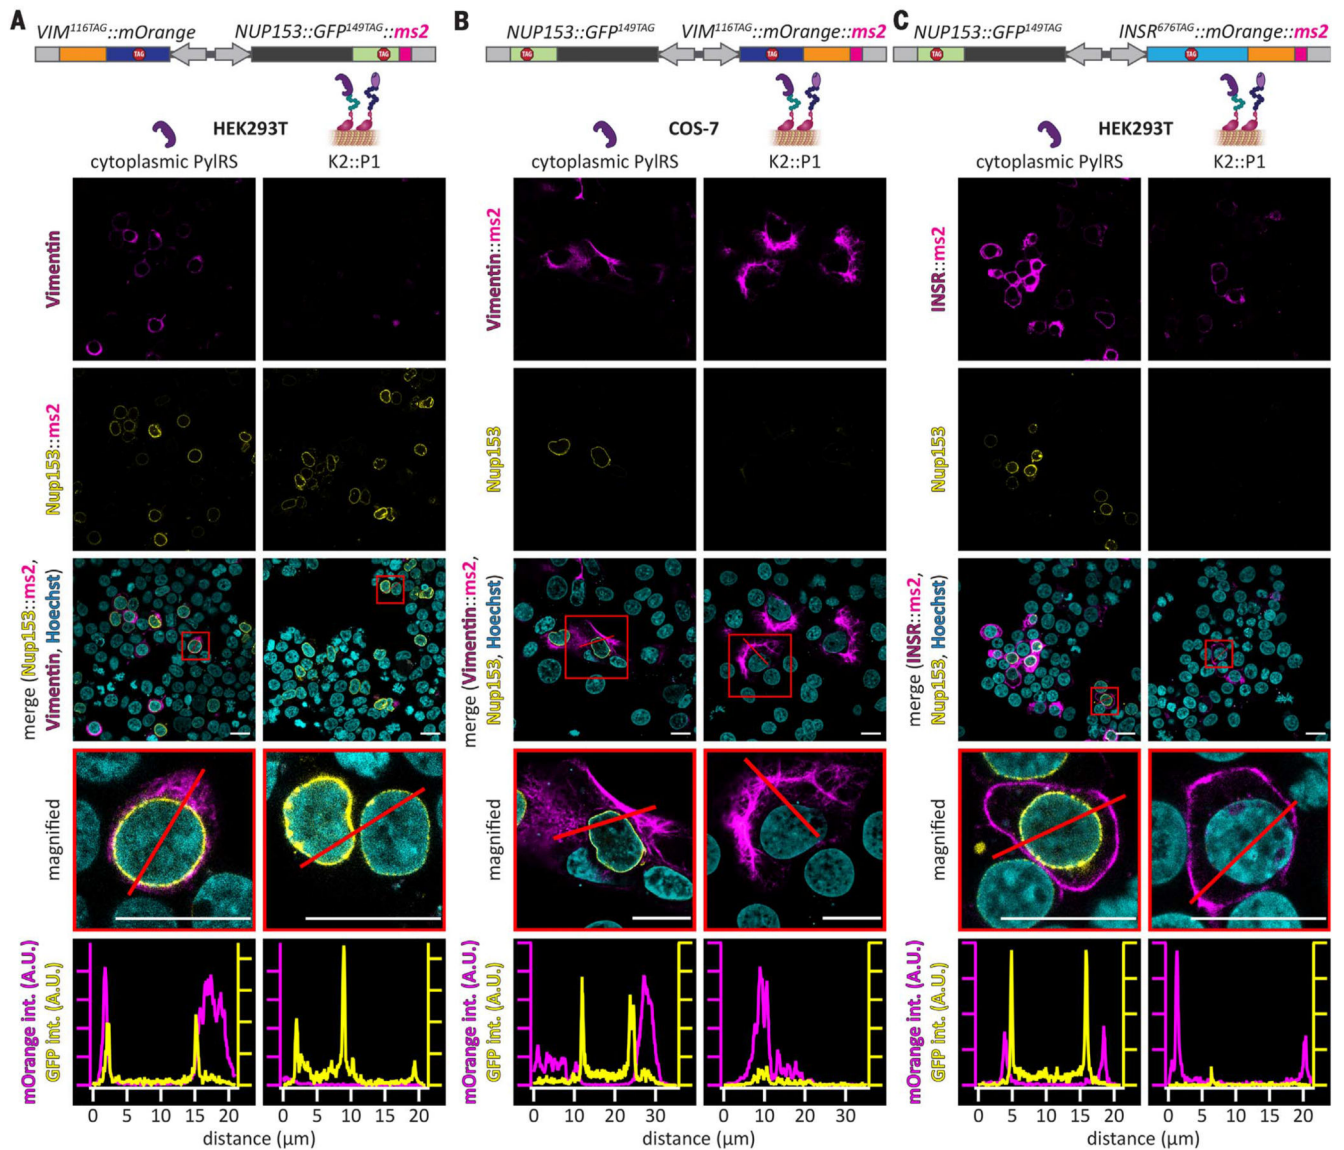 A
VIM116TAG::mOrange
NUP153::GFP149TAG::ms2
TAG
TAG
HEK293T
cytoplasmic PylRS
K2::P1
Vimentin
Nup153::ms2
merge (Nup153::ms2,
Vimentin, Hoechst)
magnified
mOrange int. (A.U.)
GFP int. (A.U.)
0 5 10 15 20
0 5 10 15 20
distance (µm)
B
NUP153::GFP149TAG
VIM116TAG::mOrange::ms2
TAG
TAG
COS-7
cytoplasmic PylRS
K2::P1
Vimentin::ms2
Nup153
merge (Vimentin::ms2,
Nup153, Hoechst)
magnified
mOrange int. (A.U.)
GFP int. (A.U.)
0 10 20 30
0 10 20 30
distance (µm)
C
NUP153::GFP149TAG
INSR676TAG::mOrange::ms2
TAG
TAG
HEK293T
cytoplasmic PylRS
K2::P1
INSR::ms2
Nup153
merge (INSR::ms2,
Nup153, Hoechst)
magnified
mOrange int. (A.U.)
GFP int. (A.U.)
0 5 10 15 20
0 5 10 15 20
distance (µm)